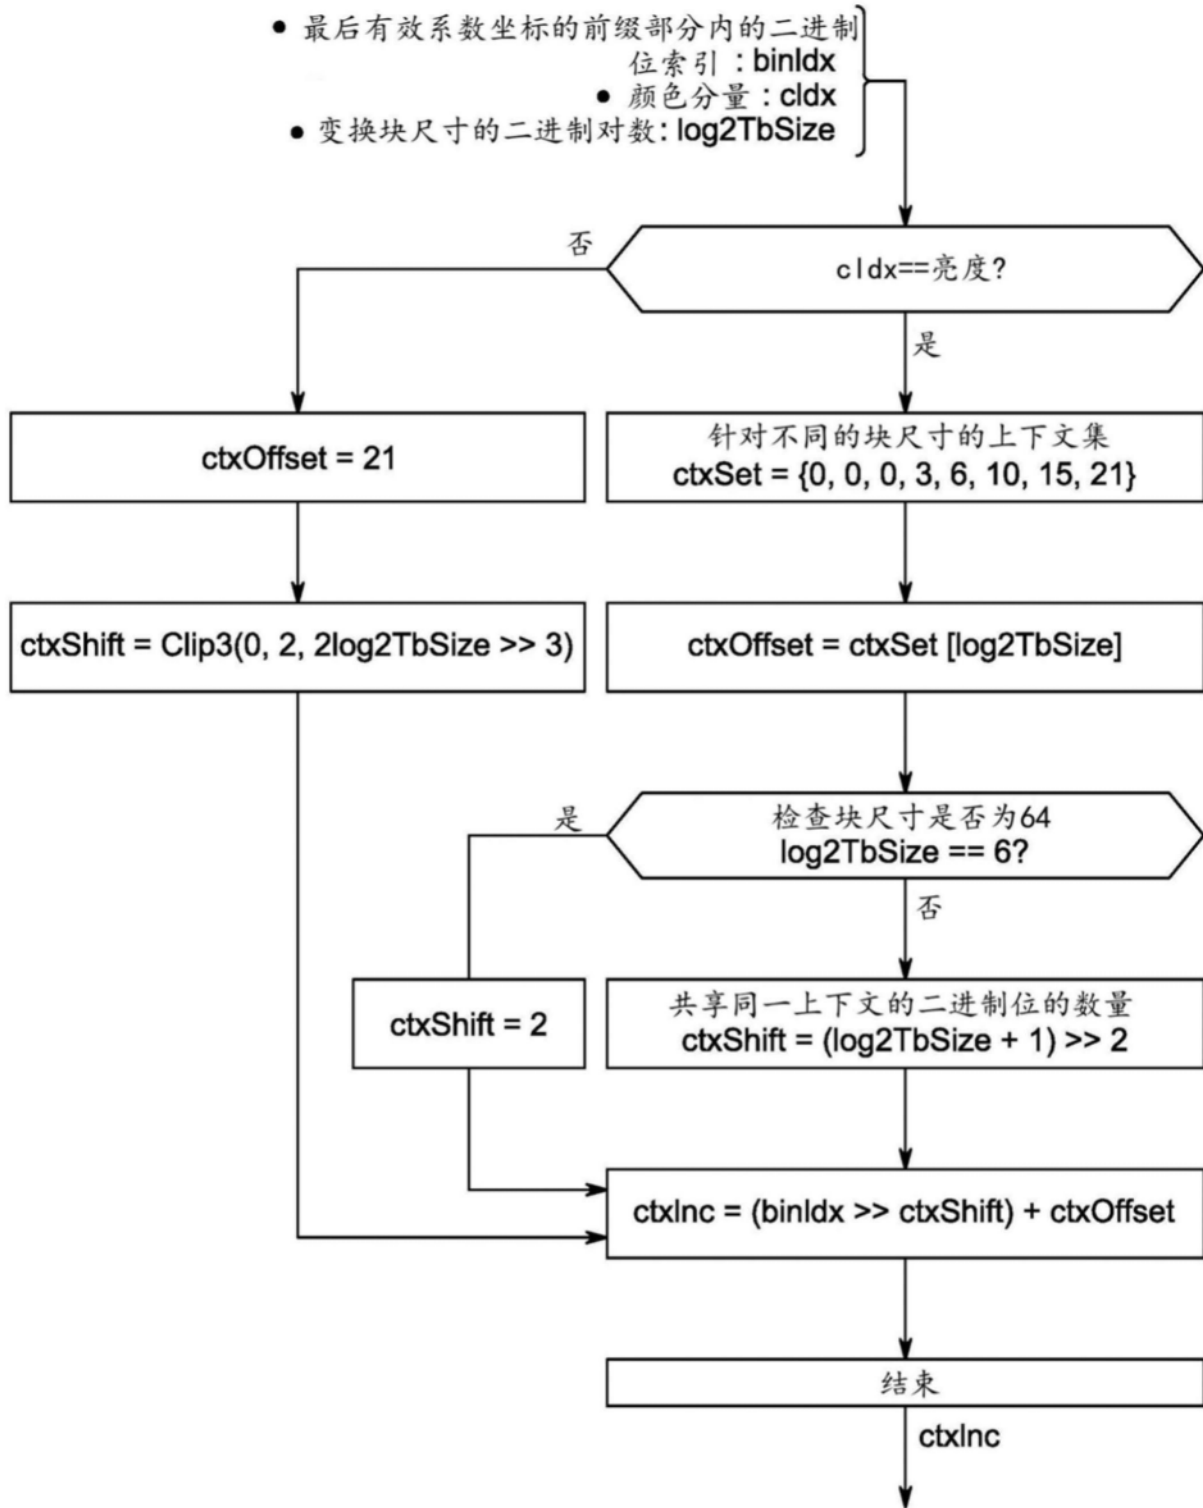 • 最后有效系数坐标的前缀部分内的二进制
位索引：binIdx
• 颜色分量：cIdx
• 变换块尺寸的二进制对数：log2TbSize
否
cIdx==亮度?
是
ctxOffset = 21
针对不同的块尺寸的上下文集
ctxSet = {0, 0, 0, 3, 6, 10, 15, 21}
ctxShift = Clip3(0, 2, 2log2TbSize >> 3)
ctxOffset = ctxSet [log2TbSize]
是
检查块尺寸是否为64
log2TbSize == 6?
否
ctxShift = 2
共享同一上下文的二进制位的数量
ctxShift = (log2TbSize + 1) >> 2
ctxInc = (binIdx >> ctxShift) + ctxOffset
结束
ctxInc